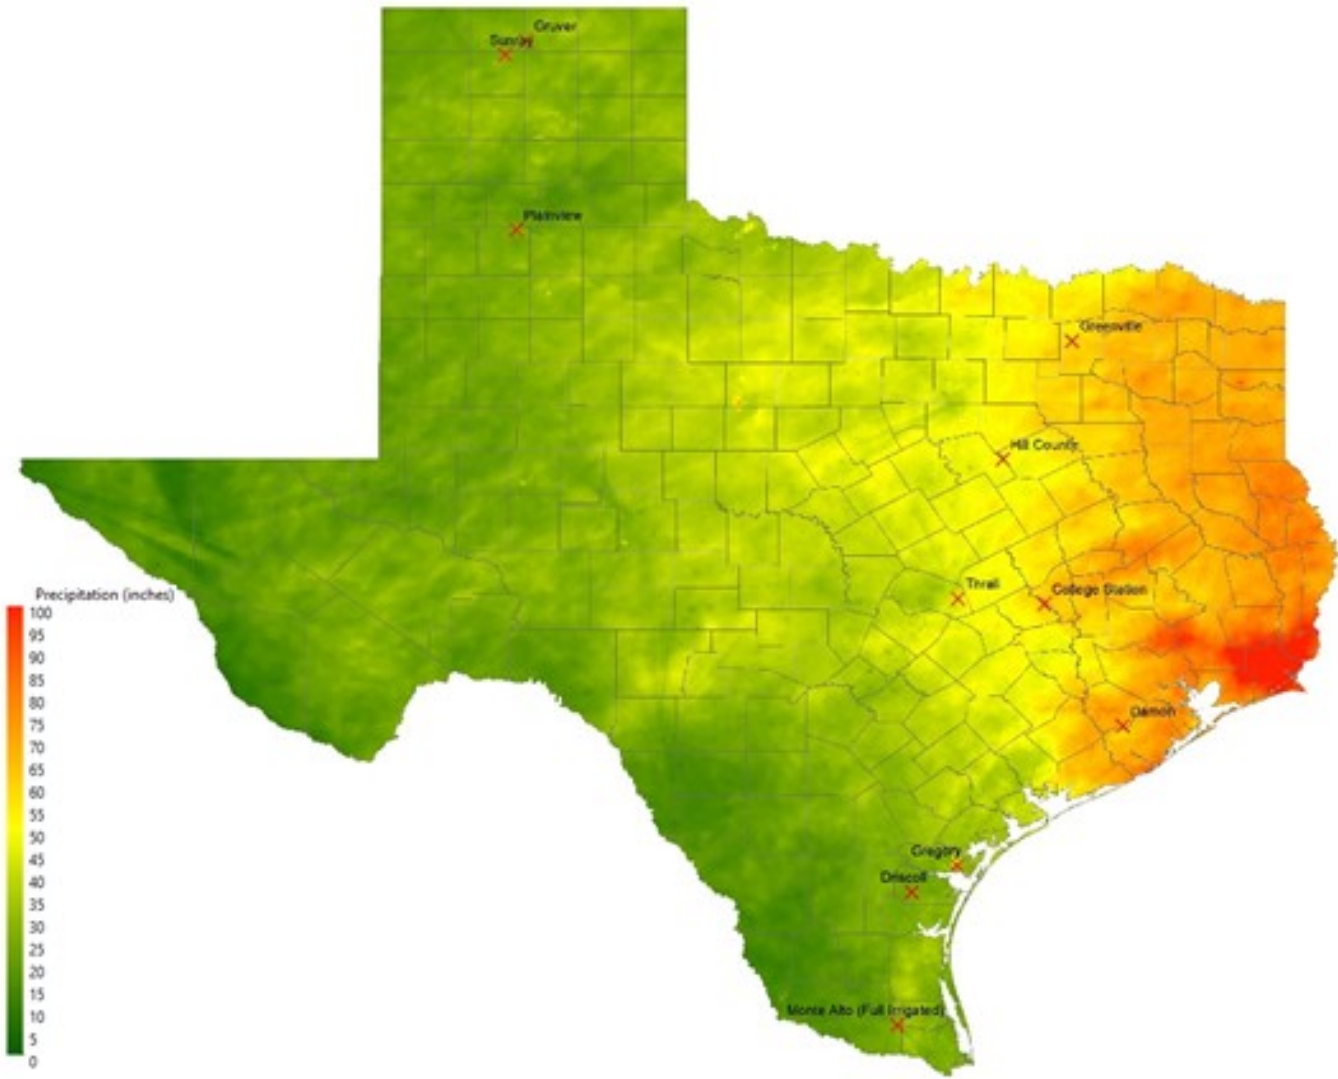 Gruver
Sunray
Plainview
Greenville
Hill County
Precipitation (inches)
Thrall
College Station
100
95
90
85
80
75
70
65
60
55
50
45
40
35
30
25
20
15
10
5
0
Damon
Gregory
Driscoll
Monte Alto (Full Irrigated)